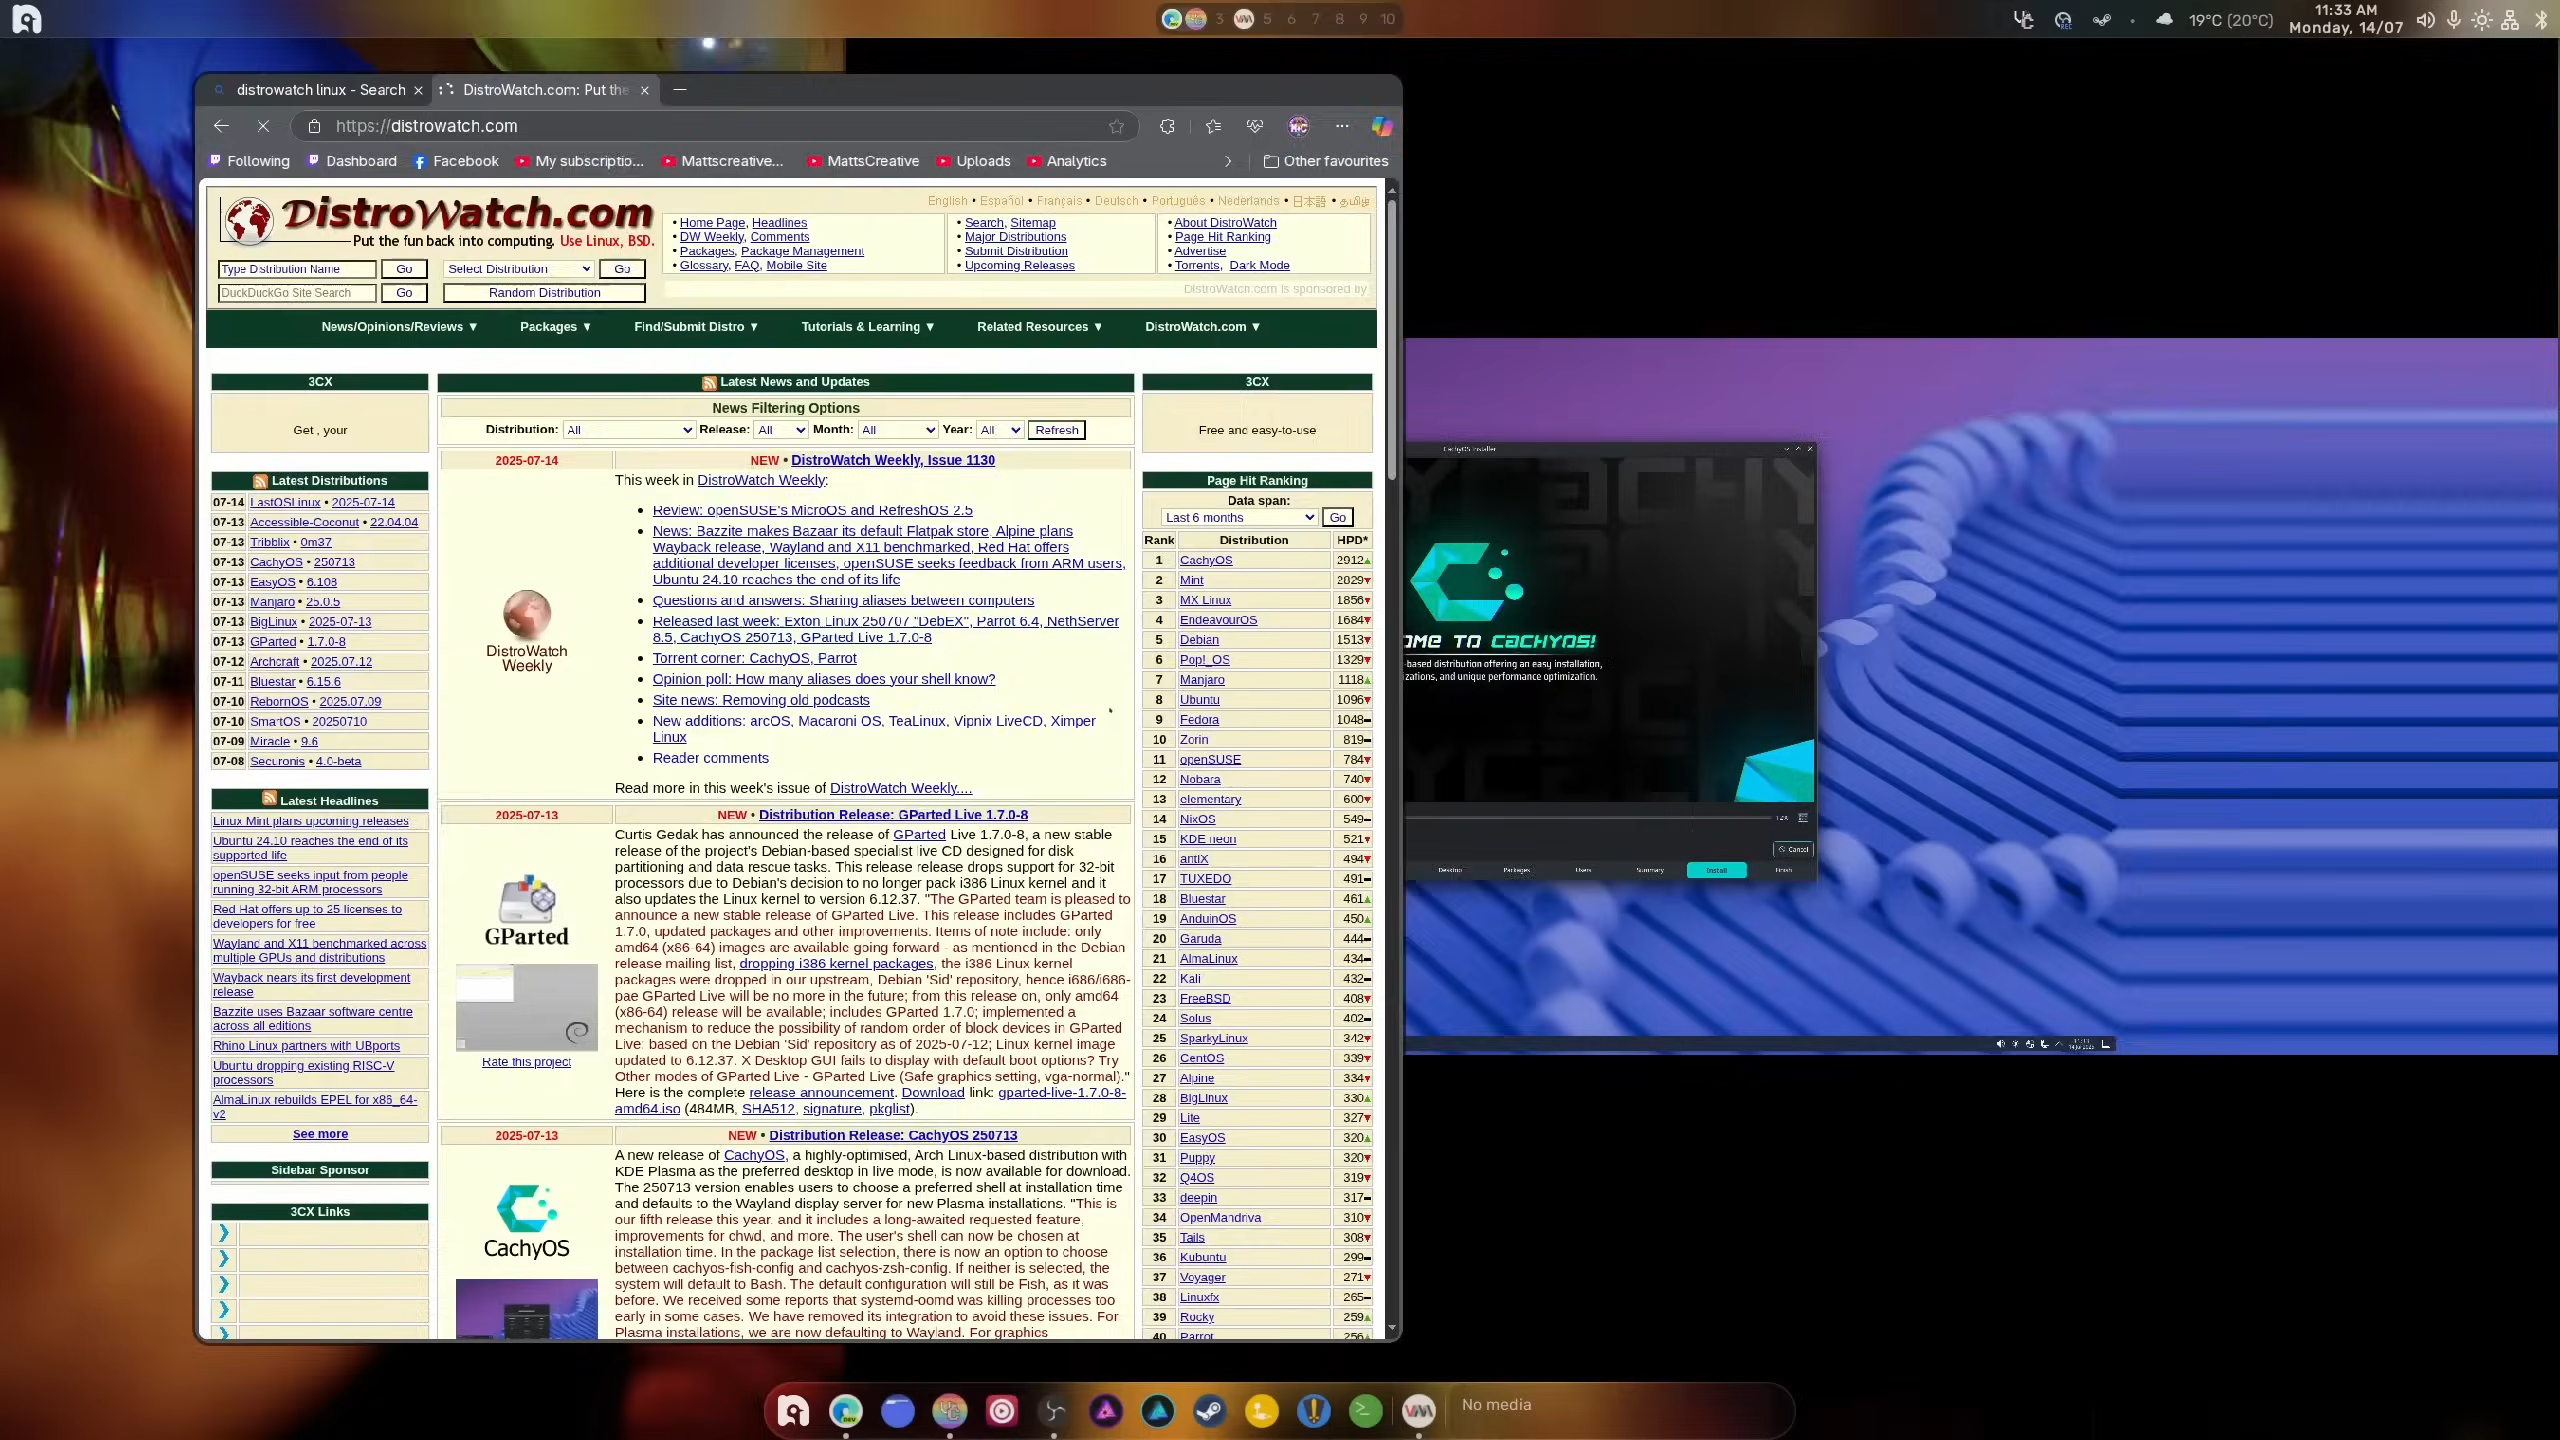 3 5 6 7 8 9 10
19°C (20°C)
11:33 AM
Monday, 14/07
distrowatch linux - Search
DistroWatch.com: Put the
https://distrowatch.com
Following
Dashboard
Facebook
My subscriptio...
Mattscreative...
MattsCreative
Uploads
Analytics
Other favourites
DistroWatch.com
Put the fun back into computing. Use Linux, BSD.
English • Español • Français • Deutsch • Português • Nederlands • 日本語 • தமிழ்
• Home Page, Headlines
• DW Weekly, Comments
• Packages, Package Management
• Glossary, FAQ, Mobile Site
• Search, Sitemap
• Major Distributions
• Submit Distribution
• Upcoming Releases
• About DistroWatch
• Page Hit Ranking
• Advertise
• Torrents, Dark Mode
Type Distribution Name Go
Select Distribution Go
DuckDuckGo Site Search Go
Random Distribution
DistroWatch.com is sponsored by
News/Opinions/Reviews ▼
Packages ▼
Find/Submit Distro ▼
Tutorials & Learning ▼
Related Resources ▼
DistroWatch.com ▼
3CX
Get , your
Latest Distributions
07-14 LastOSLinux • 2025-07-14
07-13 Accessible-Coconut • 22.04.04
07-13 Tribblix • 0m37
07-13 CachyOS • 250713
07-13 EasyOS • 6.108
07-13 Manjaro • 25.0.5
07-13 BigLinux • 2025-07-13
07-13 GParted • 1.7.0-8
07-12 Archcraft • 2025.07.12
07-11 Bluestar • 6.15.6
07-10 RebornOS • 2025.07.09
07-10 SmartOS • 20250710
07-09 Miracle • 9.6
07-08 Securonis • 4.0-beta
Latest Headlines
Linux Mint plans upcoming releases
Ubuntu 24.10 reaches the end of its
supported life
openSUSE seeks input from people
running 32-bit ARM processors
Red Hat offers up to 25 licenses to
developers for free
Wayland and X11 benchmarked across
multiple GPUs and distributions
Wayback nears its first development
release
Bazzite uses Bazaar software centre
across all editions
Rhino Linux partners with UBports
Ubuntu dropping existing RISC-V
processors
AlmaLinux rebuilds EPEL for x86_64-
v2
See more
Sidebar Sponsor
3CX Links
Latest News and Updates
News Filtering Options
Distribution: All Release: All Month: All Year: All Refresh
2025-07-14
NEW • DistroWatch Weekly, Issue 1130
DistroWatch
Weekly
This week in DistroWatch Weekly:
• Review: openSUSE's MicroOS and RefreshOS 2.5
• News: Bazzite makes Bazaar its default Flatpak store, Alpine plans
Wayback release, Wayland and X11 benchmarked, Red Hat offers
additional developer licenses, openSUSE seeks feedback from ARM users,
Ubuntu 24.10 reaches the end of its life
• Questions and answers: Sharing aliases between computers
• Released last week: Exton Linux 250707 "DebEX", Parrot 6.4, NethServer
8.5, CachyOS 250713, GParted Live 1.7.0-8
• Torrent corner: CachyOS, Parrot
• Opinion poll: How many aliases does your shell know?
• Site news: Removing old podcasts
• New additions: arcOS, Macaroni OS, TeaLinux, Vipnix LiveCD, Ximper
Linux
• Reader comments
Read more in this week's issue of DistroWatch Weekly....
2025-07-13
NEW • Distribution Release: GParted Live 1.7.0-8
GParted
Rate this project
Curtis Gedak has announced the release of GParted Live 1.7.0-8, a new stable
release of the project's Debian-based specialist live CD designed for disk
partitioning and data rescue tasks. This release release drops support for 32-bit
processors due to Debian's decision to no longer pack i386 Linux kernel and it
also updates the Linux kernel to version 6.12.37. "The GParted team is pleased to
announce a new stable release of GParted Live. This release includes GParted
1.7.0, updated packages and other improvements. Items of note include: only
amd64 (x86-64) images are available going forward - as mentioned in the Debian
release mailing list, dropping i386 kernel packages, the i386 Linux kernel
packages were dropped in our upstream, Debian 'Sid' repository, hence i686/i686-
pae GParted Live will be no more in the future; from this release on, only amd64
(x86-64) release will be available; includes GParted 1.7.0; implemented a
mechanism to reduce the possibility of random order of block devices in GParted
Live' based on the Debian 'Sid' repository as of 2025-07-12; Linux kernel image
updated to 6.12.37. X Desktop GUI fails to display with default boot options? Try
Other modes of GParted Live - GParted Live (Safe graphics setting, vga-normal)."
Here is the complete release announcement. Download link: gparted-live-1.7.0-8-
amd64.iso (484MB, SHA512, signature, pkglist).
2025-07-13
NEW • Distribution Release: CachyOS 250713
CachyOS
A new release of CachyOS, a highly-optimised, Arch Linux-based distribution with
KDE Plasma as the preferred desktop in live mode, is now available for download.
The 250713 version enables users to choose a preferred shell at installation time
and defaults to the Wayland display server for new Plasma installations. "This is
our fifth release this year, and it includes a long-awaited requested feature,
improvements for chwd, and more. The user's shell can now be chosen at
installation time. In the package list selection, there is now an option to choose
between cachyos-fish-config and cachyos-zsh-config. If neither is selected, the
system will default to Bash. The default configuration will still be Fish, as it was
before. We received some reports that systemd-oomd was killing processes too
early in some cases. We have removed its integration to avoid these issues. For
Plasma installations, we are now defaulting to Wayland. For graphics
3CX
Free and easy-to-use
Page Hit Ranking
Data span:
Last 6 months Go
Rank Distribution HPD*
1 CachyOS 2912
2 Mint 2829
3 MX Linux 1856
4 EndeavourOS 1684
5 Debian 1513
6 Pop!_OS 1329
7 Manjaro 1118
8 Ubuntu 1096
9 Fedora 1048
10 Zorin 819
11 openSUSE 784
12 Nobara 740
13 elementary 600
14 NixOS 549
15 KDE neon 521
16 antiX 494
17 TUXEDO 491
18 Bluestar 461
19 AnduinOS 450
20 Garuda 444
21 AlmaLinux 434
22 Kali 432
23 FreeBSD 408
24 Solus 402
25 SparkyLinux 342
26 CentOS 339
27 Alpine 334
28 BigLinux 330
29 Lite 327
30 EasyOS 320
31 Puppy 320
32 Q4OS 319
33 deepin 317
34 OpenMandriva 310
35 Tails 308
36 Kubuntu 299
37 Voyager 271
38 Linuxfx 265
39 Rocky 259
40 Parrot 256
CachyOS Installer
OME TO CACHYOS!
-based distribution offering an easy installation,
izations, and unique performance optimization.
12%
Cancel
Desktop
Packages
Users
Summary
Install
Finish
No media